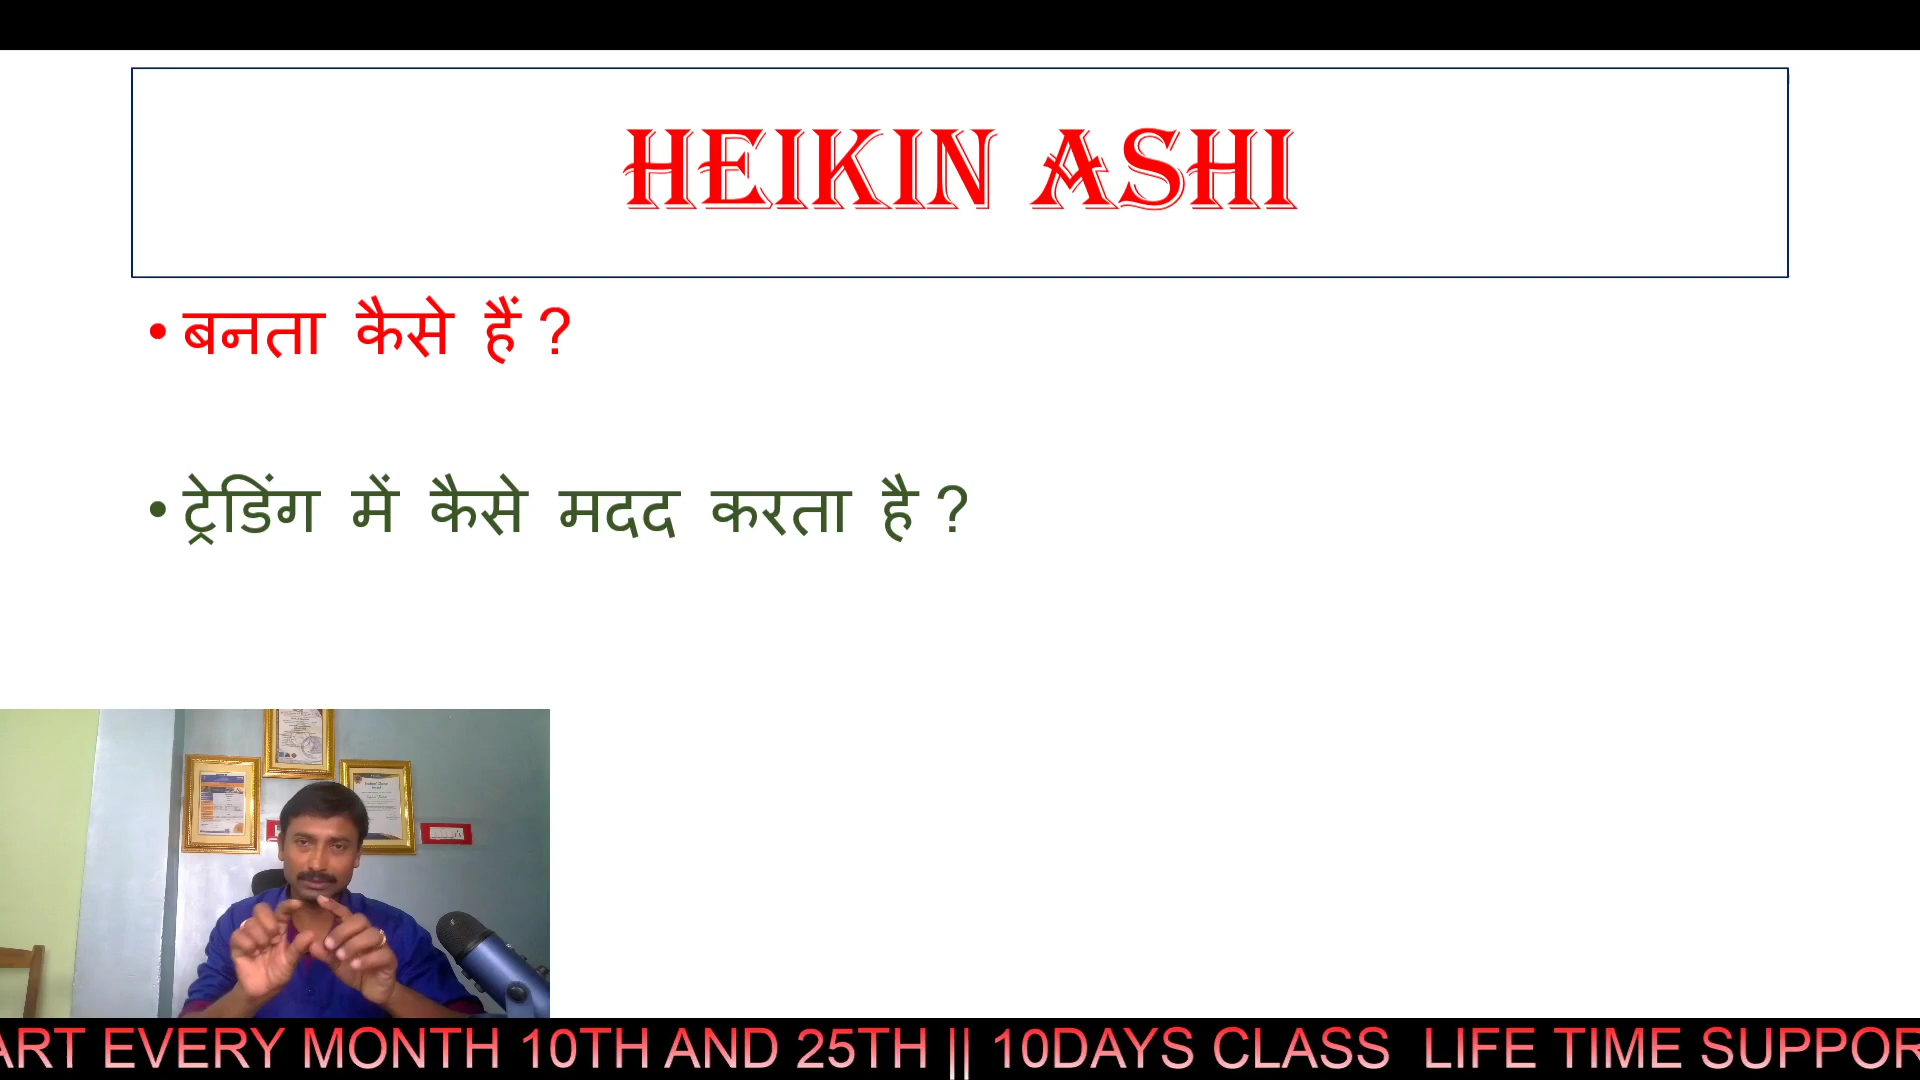 HEIKIN ASHI
• बनता कैसे हैं ?
• ट्रेडिंग में कैसे मदद करता है ?
ART EVERY MONTH 10TH AND 25TH || 10DAYS CLASS LIFE TIME SUPPOR